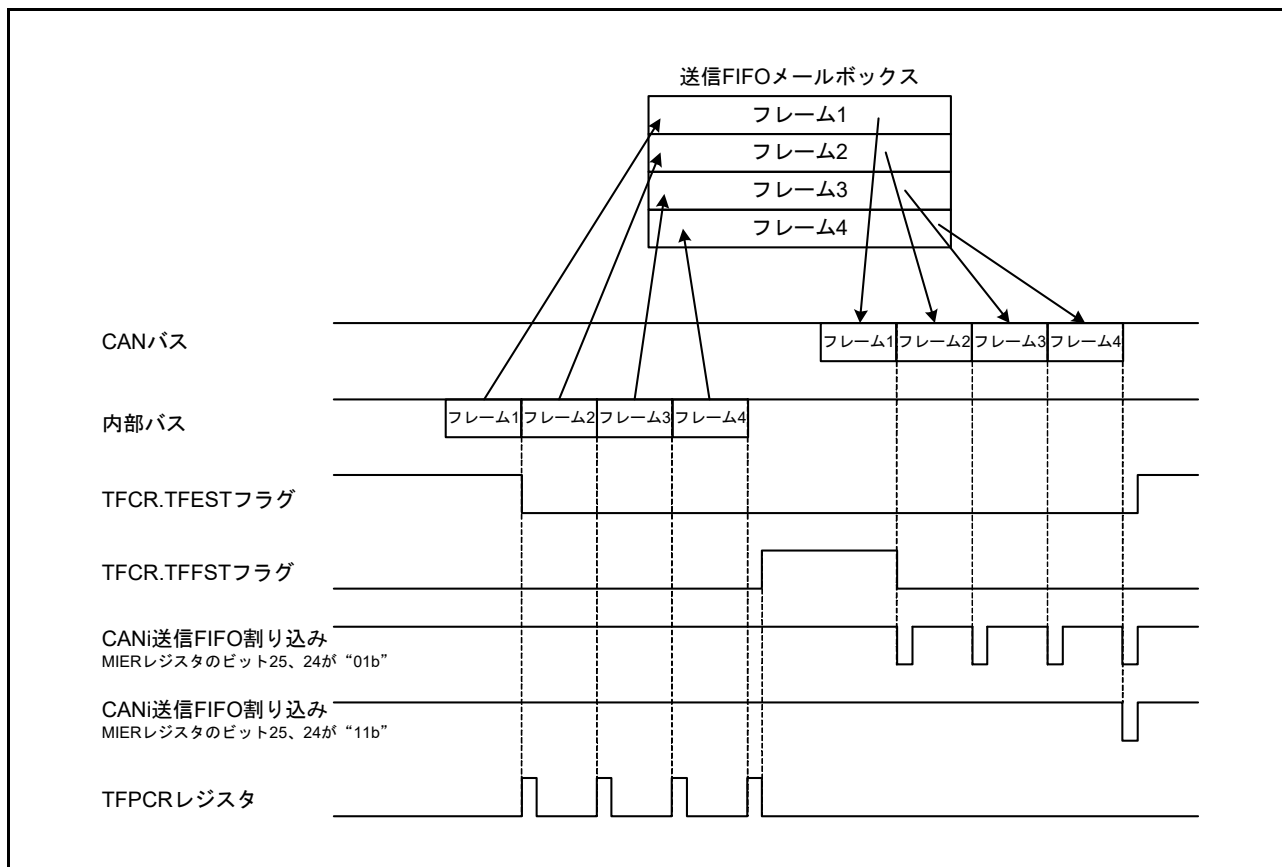 送信FIFOメールボックス
フレーム1
フレーム2
フレーム3
フレーム4
CANバス
フレーム1 フレーム2 フレーム3 フレーム4
内部バス
フレーム1 フレーム2 フレーム3 フレーム4
TFCR.TFESTフラグ
TFCR.TFFSTフラグ
CANi送信FIFO割り込み
MIERレジスタのビット25、24が“01b”
CANi送信FIFO割り込み
MIERレジスタのビット25、24が“11b”
TFPCRレジスタ